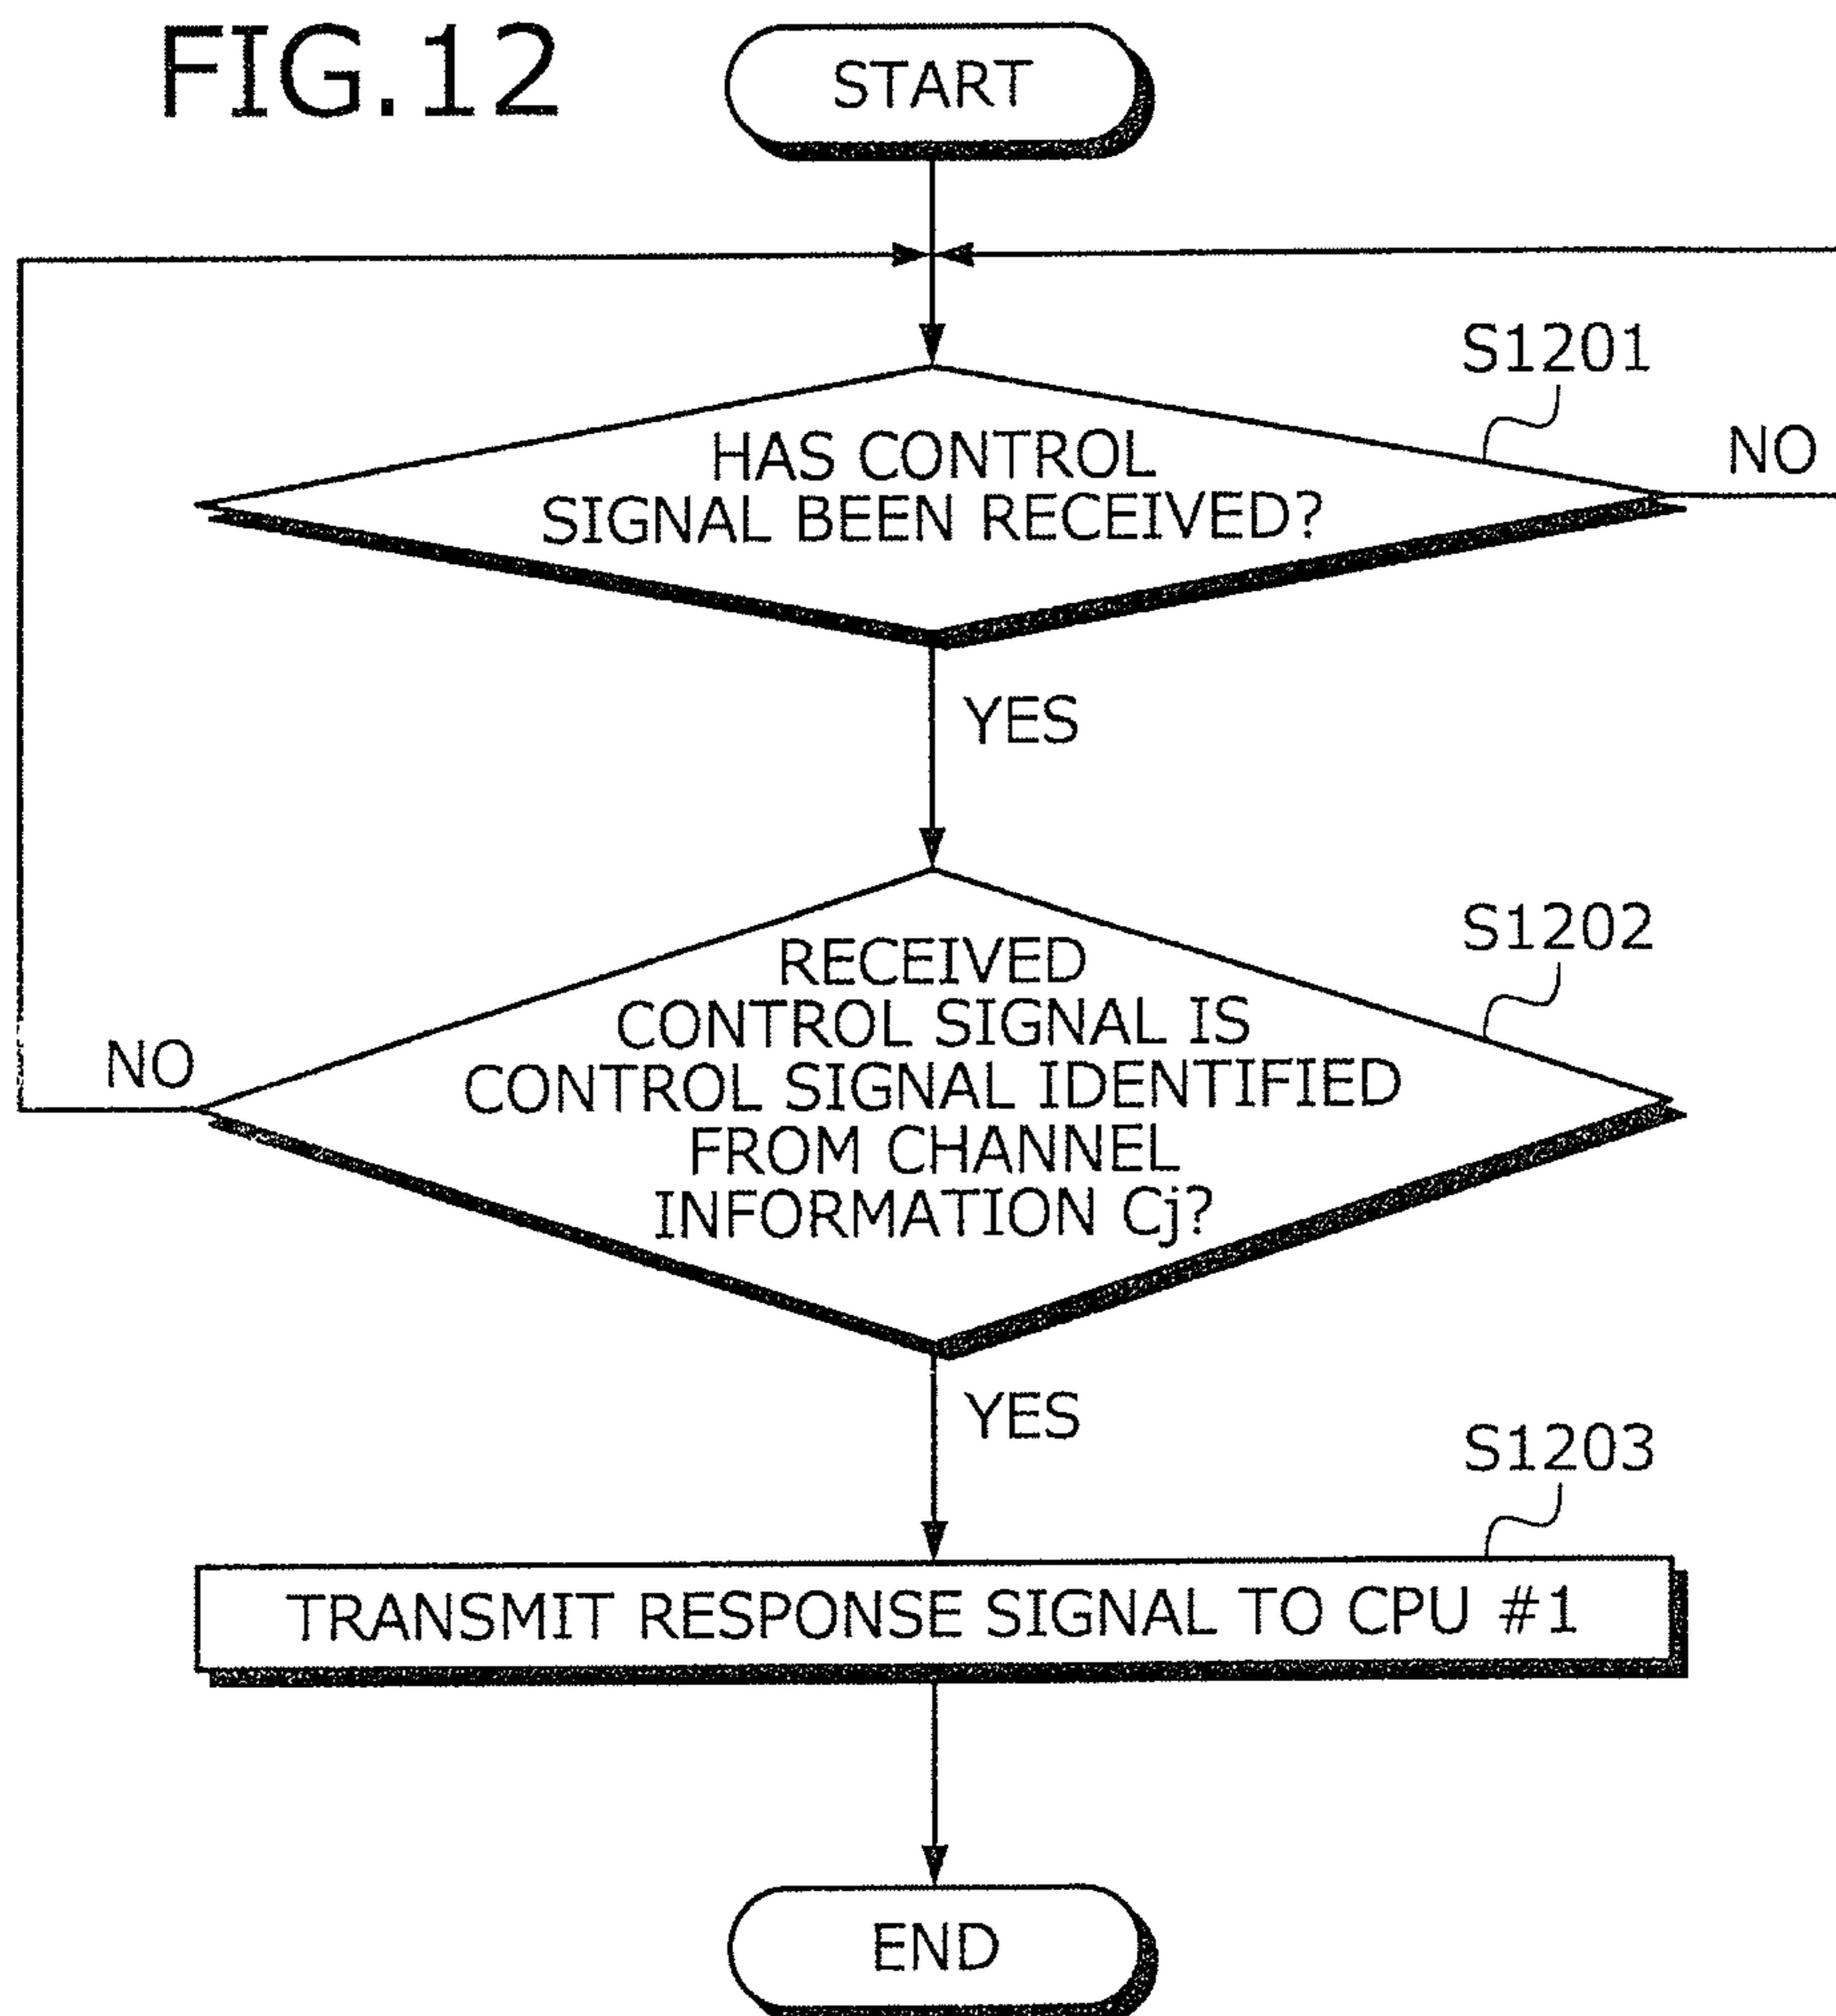 FIG.12
START
S1201
HAS CONTROL
SIGNAL BEEN RECEIVED?
NO
YES
S1202
RECEIVED
CONTROL SIGNAL IS
CONTROL SIGNAL IDENTIFIED
FROM CHANNEL
INFORMATION Cj?
NO
YES
S1203
TRANSMIT RESPONSE SIGNAL TO CPU #1
END